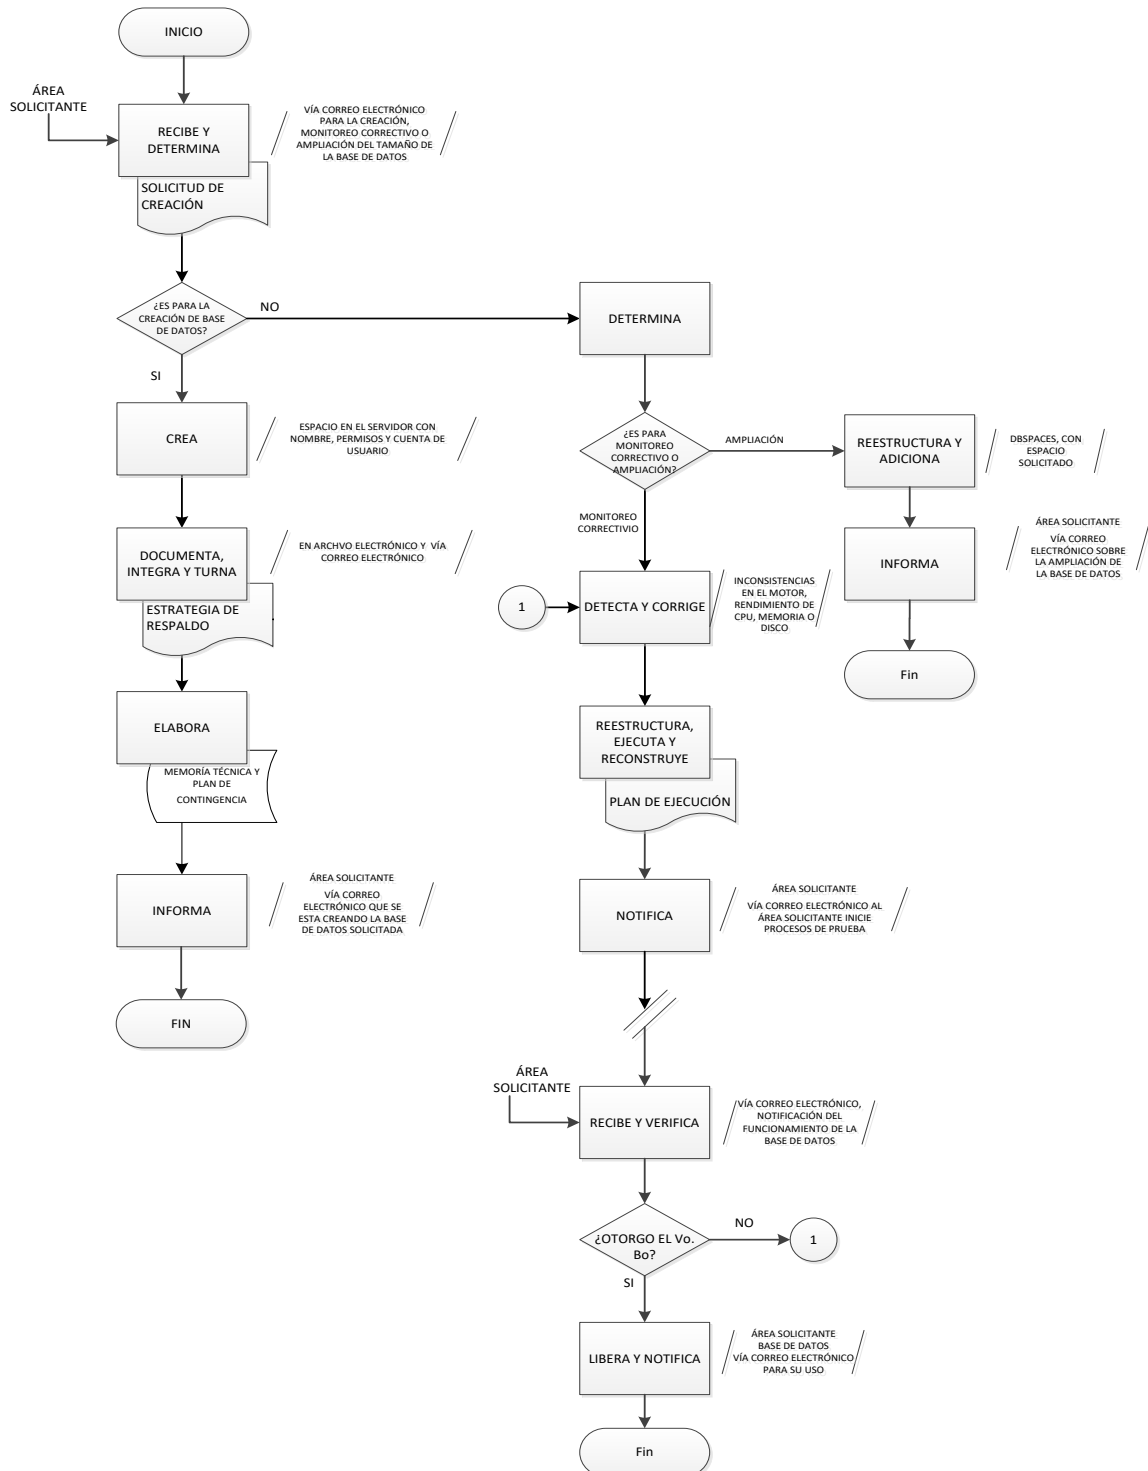 INICIO
ÁREA
SOLICITANTE
RECIBE Y
DETERMINA
VÍA CORREO ELECTRÓNICO
PARA LA CREACIÓN,
MONITOREO CORRECTIVO O
AMPLIACIÓN DEL TAMAÑO DE
LA BASE DE DATOS
SOLICITUD DE
CREACIÓN
¿ES PARA LA
CREACIÓN DE BASE
DE DATOS?
NO
SI
CREA
ESPACIO EN EL SERVIDOR CON
NOMBRE, PERMISOS Y CUENTA DE
USUARIO
DOCUMENTA,
INTEGRA Y TURNA
EN ARCHVO ELECTRÓNICO Y VÍA
CORREO ELECTRÓNICO
ESTRATEGIA DE
RESPALDO
ELABORA
MEMORÍA TÉCNICA Y
PLAN DE
CONTINGENCIA
INFORMA
ÁREA SOLICITANTE
VÍA CORREO
ELECTRÓNICO QUE SE
ESTA CREANDO LA BASE
DE DATOS SOLICITADA
FIN
DETERMINA
¿ES PARA
MONITOREO
CORRECTIVO O
AMPLIACIÓN?
AMPLIACIÓN
REESTRUCTURA Y
ADICIONA
DBSPACES, CON
ESPACIO
SOLICITADO
INFORMA
ÁREA SOLICITANTE
VÍA CORREO
ELECTRÓNICO SOBRE
LA AMPLIACIÓN DE
LA BASE DE DATOS
Fin
MONITOREO
CORRECTIVIO
1
DETECTA Y CORRIGE
INCONSISTENCIAS
EN EL MOTOR,
RENDIMIENTO DE
CPU, MEMORIA O
DISCO
REESTRUCTURA,
EJECUTA Y
RECONSTRUYE
PLAN DE EJECUCIÓN
NOTIFICA
ÁREA SOLICITANTE
VÍA CORREO ELECTRÓNICO AL
ÁREA SOLICITANTE INICIE
PROCESOS DE PRUEBA
ÁREA
SOLICITANTE
RECIBE Y VERIFICA
VÍA CORREO ELECTRÓNICO,
NOTIFICACIÓN DEL
FUNCIONAMIENTO DE LA
BASE DE DATOS
¿OTORGO EL Vo.
Bo?
NO
1
SI
LIBERA Y NOTIFICA
ÁREA SOLICITANTE
BASE DE DATOS
VÍA CORREO ELECTRÓNICO
PARA SU USO
Fin